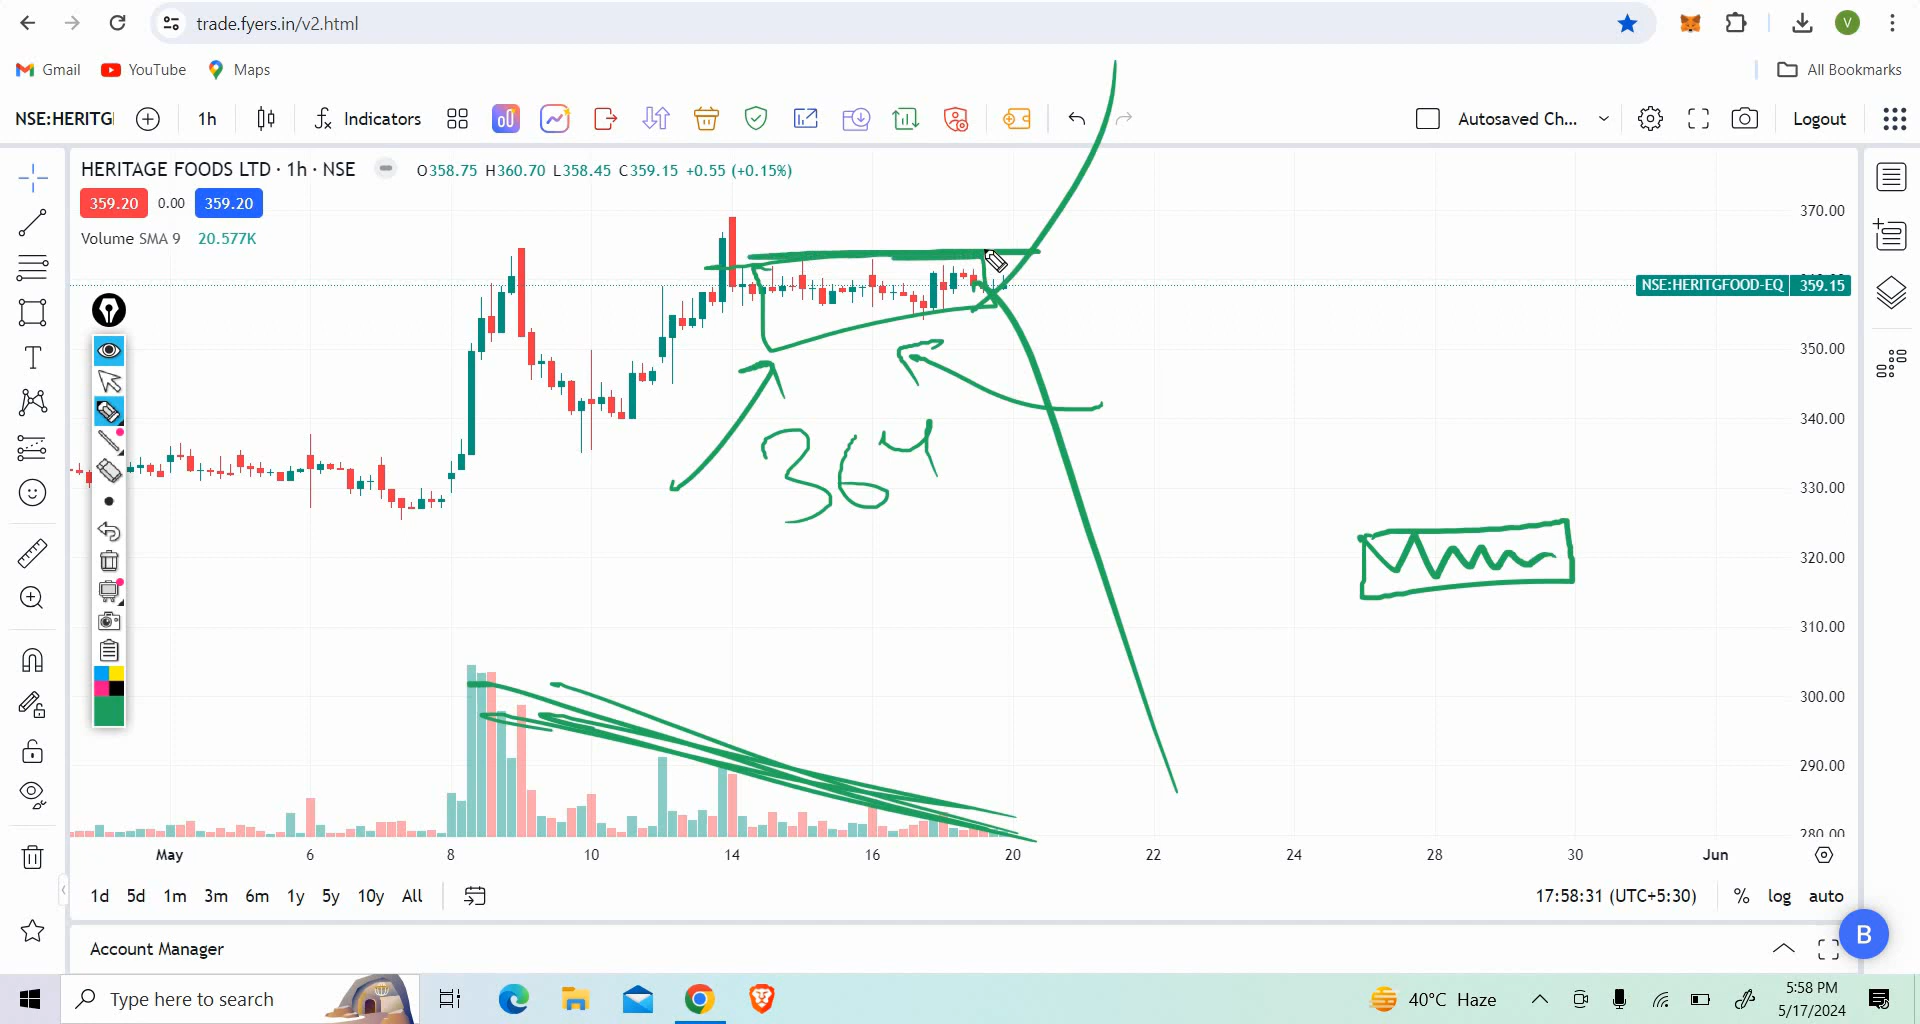 trade.fyers.in/v2.html
V
Gmail YouTube Maps All Bookmarks
NSE:HERITG 1h Indicators Autosaved Ch... Logout
HERITAGE FOODS LTD · 1h · NSE O358.75 H360.70 L358.45 C359.15 +0.55 (+0.15%)
359.20 0.00 359.20
Volume SMA 9 20.577K
370.00
NSE:HERITGFOOD-EQ 359.15
350.00
340.00
364
330.00
320.00
310.00
300.00
290.00
280.00
May 6 8 10 14 16 20 22 24 28 30 Jun
1d 5d 1m 3m 6m 1y 5y 10y All 17:58:31 (UTC+5:30) % log auto
Account Manager
B
Type here to search 40°C Haze 5:58 PM
5/17/2024